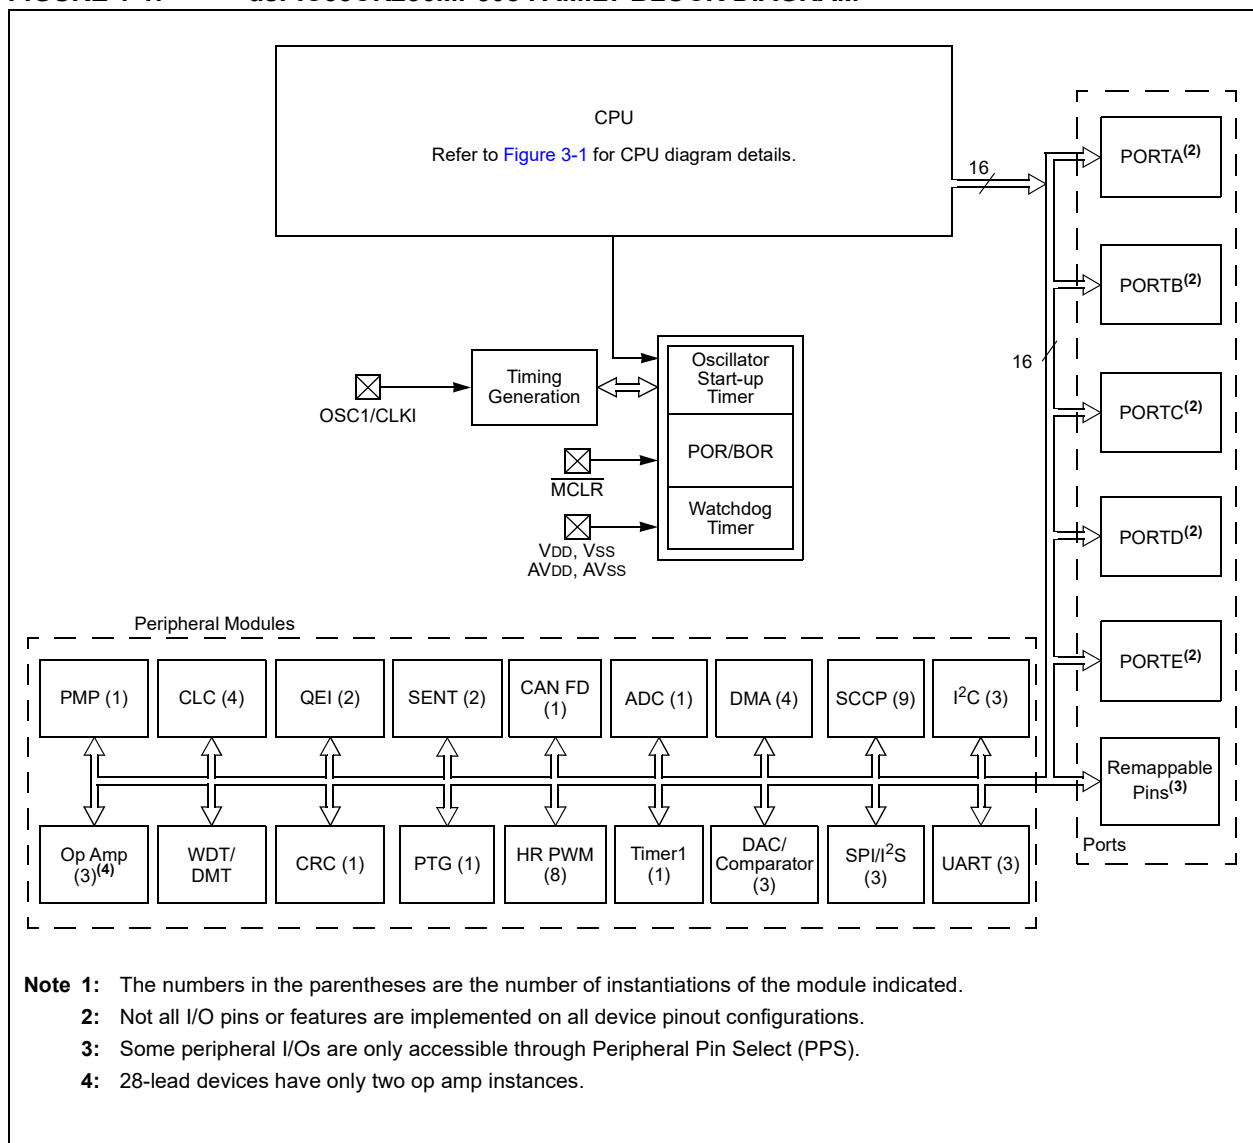 CPU
Refer to Figure 3-1 for CPU diagram details.
16
PORTA(2)
PORTB(2)
16
PORTC(2)
PORTD(2)
PORTE(2)
Remappable
Pins(3)
Ports
OSC1/CLKI
Timing
Generation
Oscillator
Start-up
Timer
POR/BOR
Watchdog
Timer
MCLR
VDD, VSS
AVDD, AVSS
Peripheral Modules
PMP (1)
CLC (4)
QEI (2)
SENT (2)
CAN FD
(1)
ADC (1)
DMA (4)
SCCP (9)
I2C (3)
Op Amp
(3)(4)
WDT/
DMT
CRC (1)
PTG (1)
HR PWM
(8)
Timer1
(1)
DAC/
Comparator
(3)
SPI/I2S
(3)
UART (3)
Note 1: The numbers in the parentheses are the number of instantiations of the module indicated.
2: Not all I/O pins or features are implemented on all device pinout configurations.
3: Some peripheral I/Os are only accessible through Peripheral Pin Select (PPS).
4: 28-lead devices have only two op amp instances.